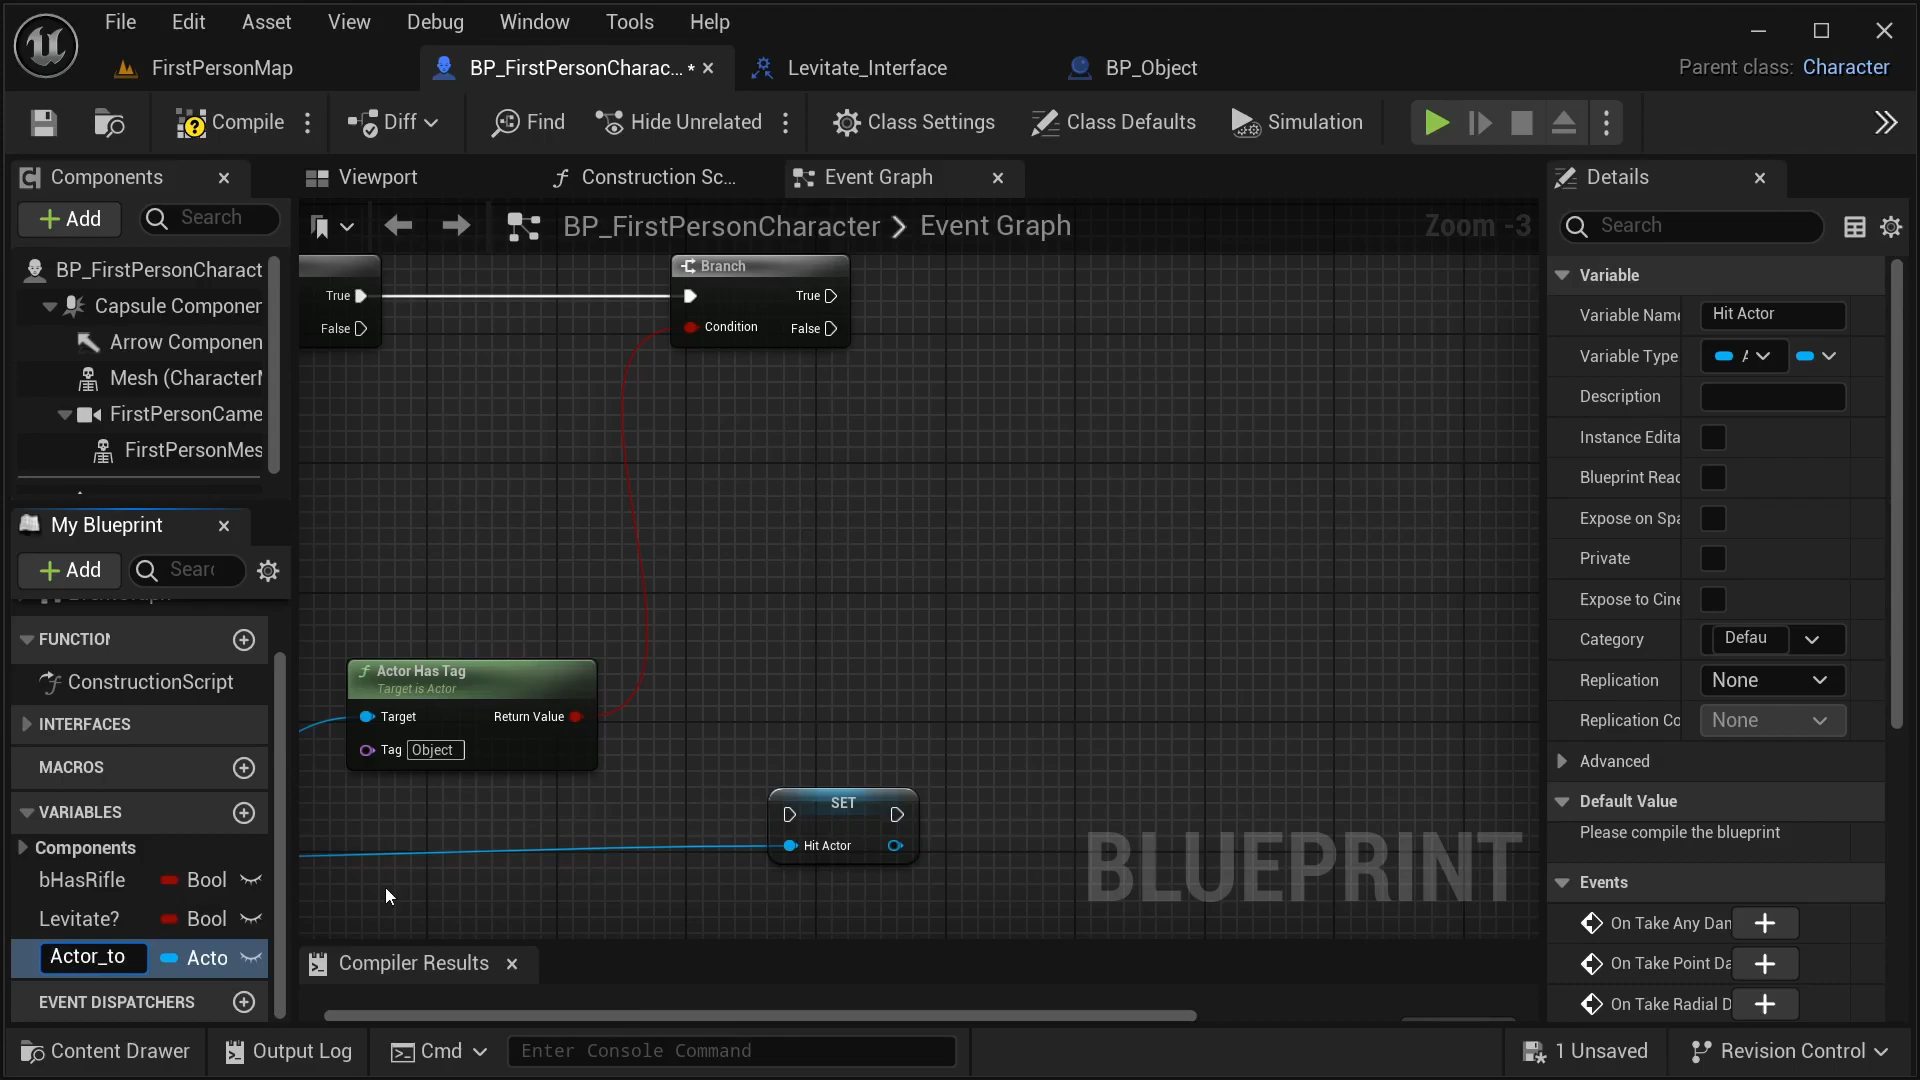 File Edit Asset View Debug Window Tools Help
FirstPersonMap BP_FirstPersonCharac... • Levitate_Interface BP_Object Parent class: Character
Compile Diff Find Hide Unrelated Class Settings Class Defaults Simulation
Components Viewport Construction Sc... Event Graph Details
Add Search BP_FirstPersonCharacter > Event Graph Zoom -3 Search
BP_FirstPersonCharact
Capsule Componer
Arrow Componen
Mesh (Character
FirstPersonCame
FirstPersonMes
My Blueprint
Add Searc
FUNCTION
ConstructionScript
INTERFACES
MACROS
VARIABLES
Components
bHasRifle Bool
Levitate? Bool
Actor_to Acto
EVENT DISPATCHERS
True
False
Branch
True
Condition False
Actor Has Tag
Target is Actor
Target Return Value
Tag Object
SET
Hit Actor
BLUEPRINT
Compiler Results
Variable
Variable Name Hit Actor
Variable Type
Description
Instance Edita
Blueprint Read
Expose on Spa
Private
Expose to Cine
Category Defau
Replication None
Replication Co None
Advanced
Default Value
Please compile the blueprint
Events
On Take Any Dam
On Take Point Da
On Take Radial D
Content Drawer Output Log Cmd Enter Console Command 1 Unsaved Revision Control